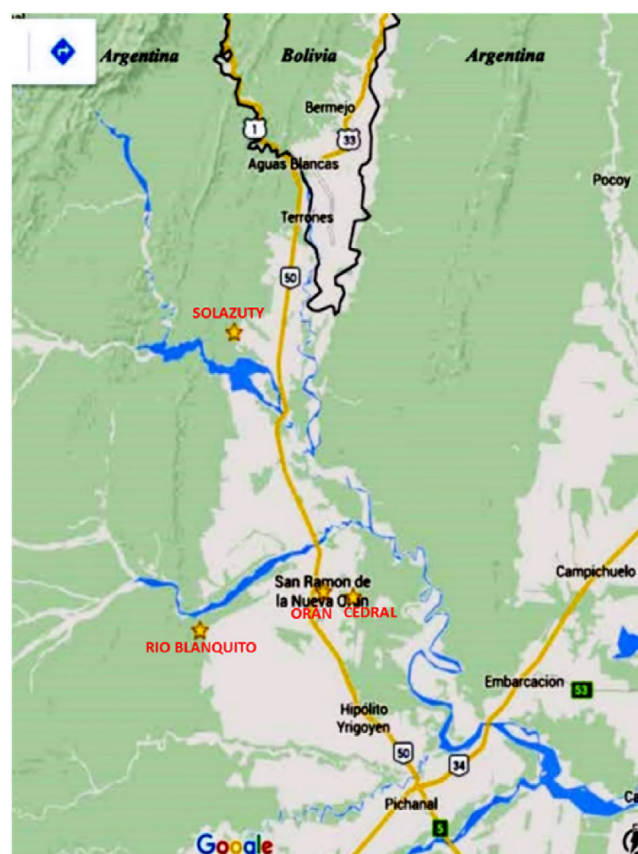 Argentina
Bolivia
Argentina
Bermejo
1
33
Aguas Blancas
Pocoy
Terrones
50
SOLAZUTY
Campichuelo
San Ramon de
la Nueva Orán
ORAN
CEDRAL
RIO BLANQUITO
Embarcacion
53
Hipólito
Yrigoyen
50
34
Pichanal
5
Google